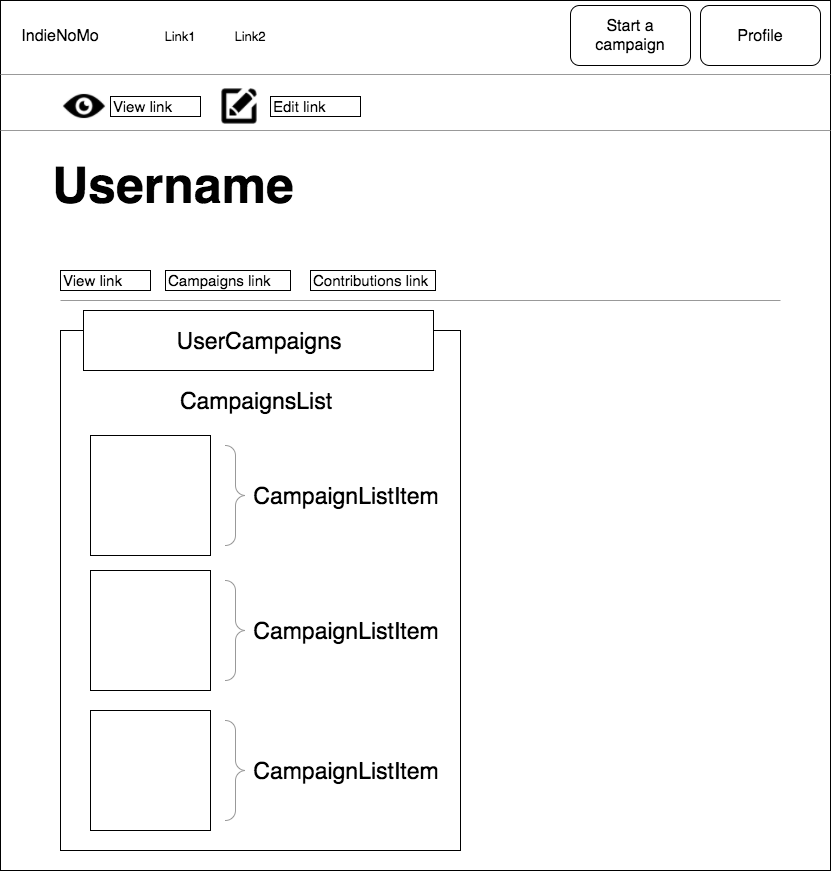 IndieNoMo
Link1
Link2
Start a
campaign
Profile
View link
Edit link
Username
View link
Campaigns link
Contributions link
UserCampaigns
CampaignsList
CampaignListItem
CampaignListItem
CampaignListItem